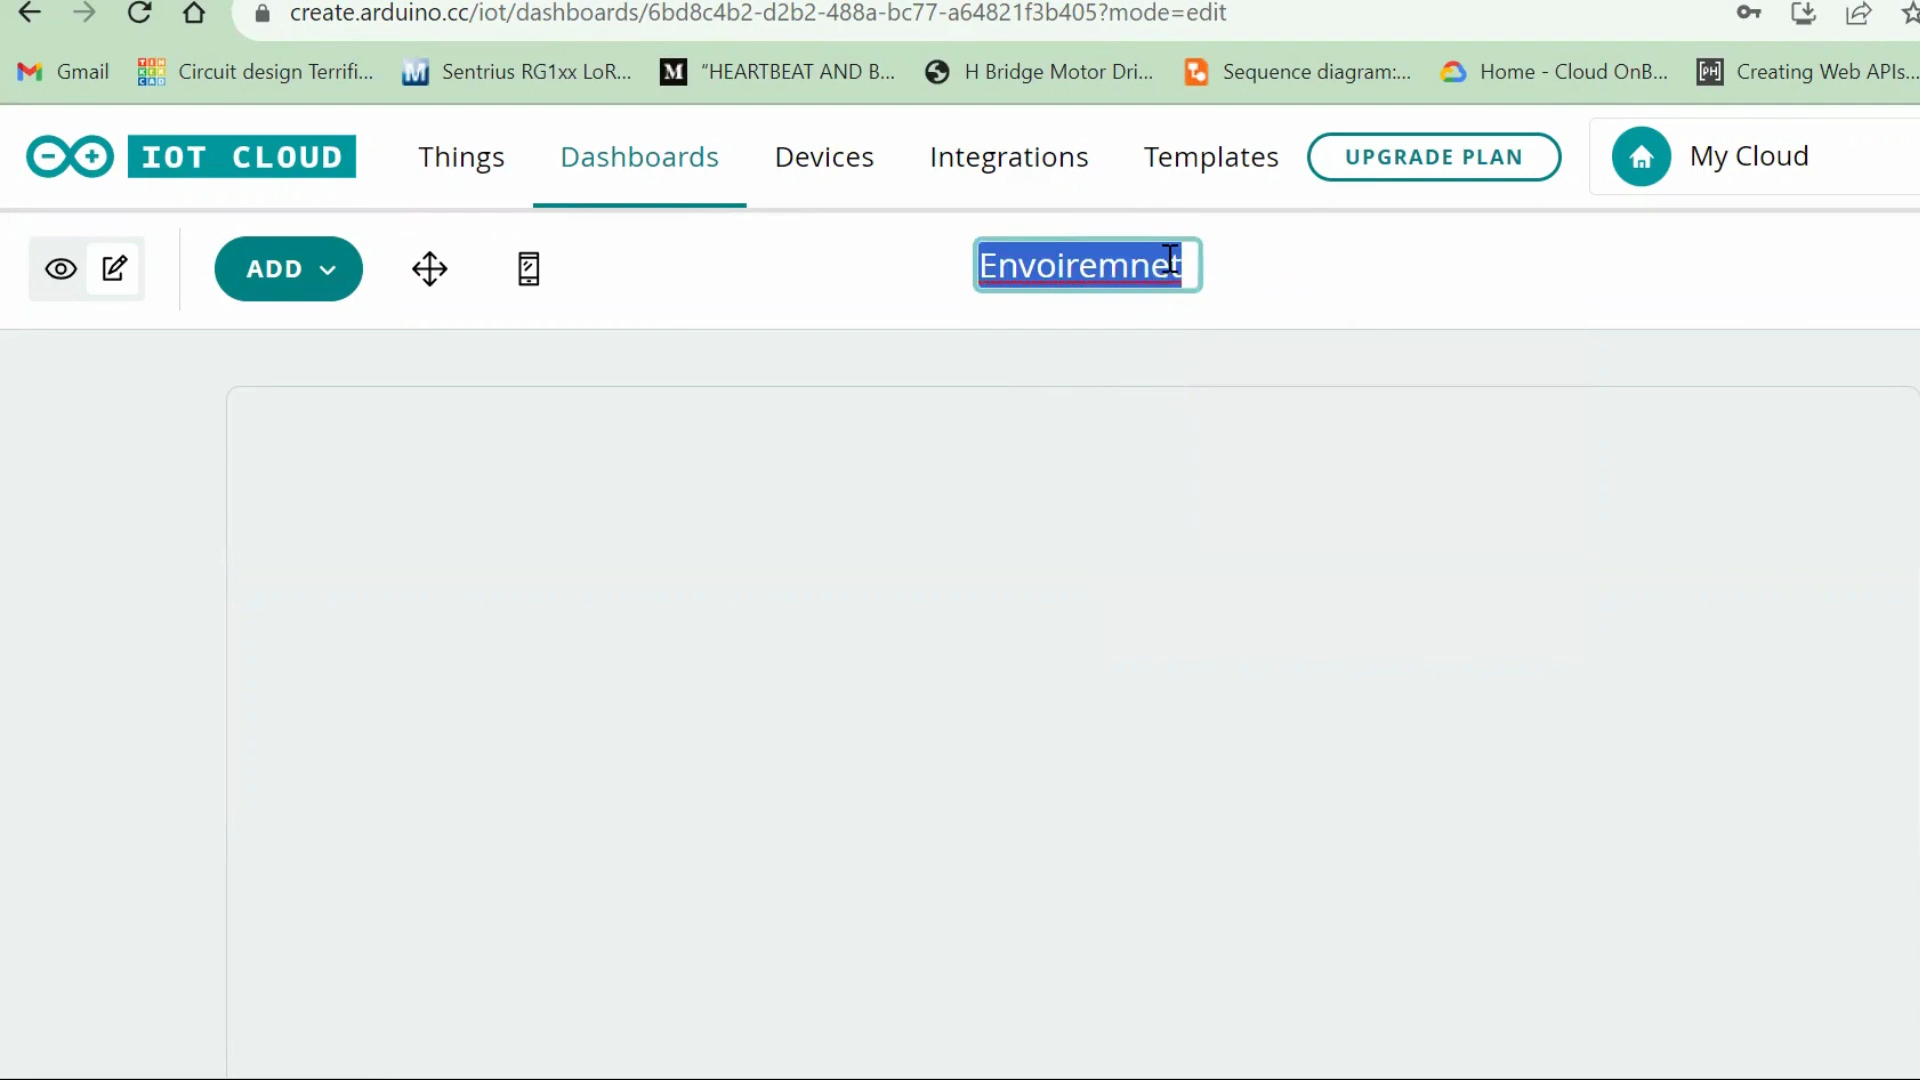 create.arduino.cc/iot/dashboards/6bd8c4b2-d2b2-488a-bc77-a64821f3b405?mode=edit
Gmail Circuit design Terrifi... Sentrius RG1xx LoR... "HEARTBEAT AND B... H Bridge Motor Dri... Sequence diagram:... Home - Cloud OnB... Creating Web APIs...
IOT CLOUD Things Dashboards Devices Integrations Templates UPGRADE PLAN My Cloud
ADD Envoiremnet